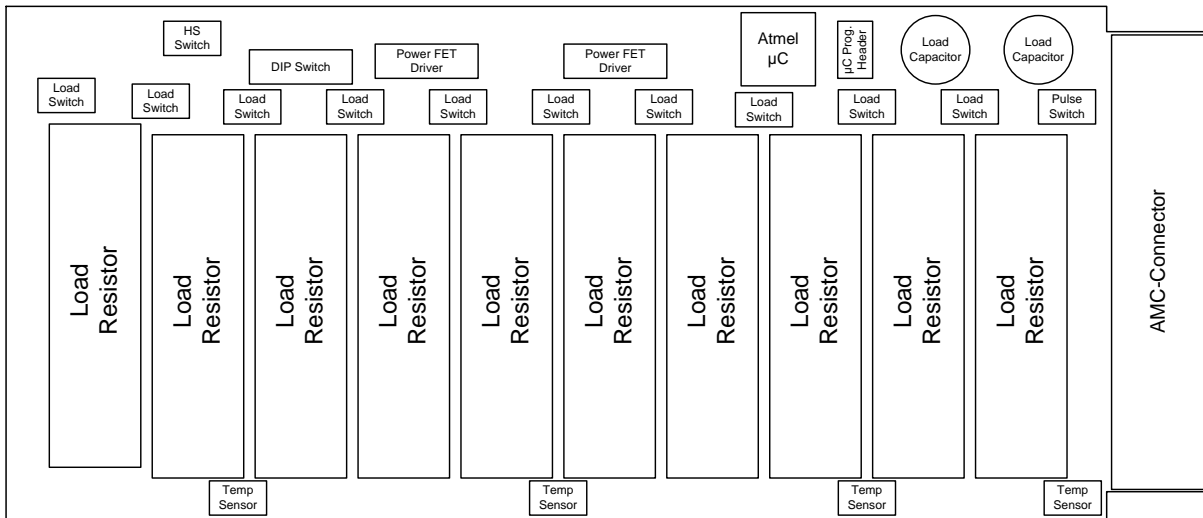 HS
Switch
DIP Switch
Power FET
Driver
Power FET
Driver
Atmel
µC
µC Prog.
Header
Load
Capacitor
Load
Capacitor
Load
Switch
Load
Switch
Load
Switch
Load
Switch
Load
Switch
Load
Switch
Load
Switch
Load
Switch
Load
Switch
Load
Switch
Pulse
Switch
Load
Resistor
Load
Resistor
Load
Resistor
Load
Resistor
Load
Resistor
Load
Resistor
Load
Resistor
Load
Resistor
Load
Resistor
Load
Resistor
AMC-Connector
Temp
Sensor
Temp
Sensor
Temp
Sensor
Temp
Sensor